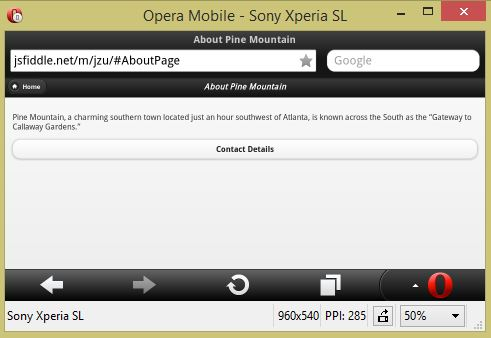 Opera Mobile - Sony Xperia SL
About Pine Mountain
jsfiddle.net/m/jzu/#AboutPage
Google
Home
About Pine Mountain
Pine Mountain, a charming southern town located just an hour southwest of Atlanta, is known across the South as the “Gateway to
Callaway Gardens.”
Contact Details
Sony Xperia SL
960x540
PPI: 285
50%